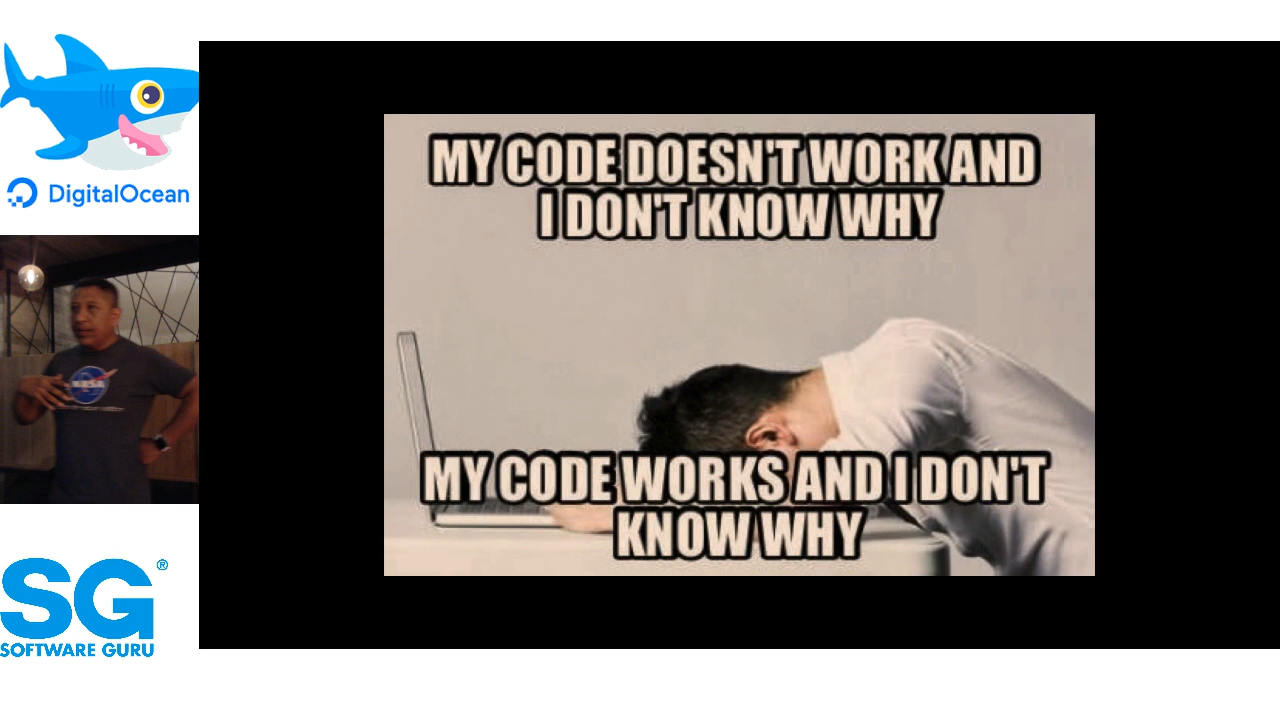 DigitalOcean
NASA
SG®
SOFTWARE GURU
MY CODE DOESN'T WORK AND
I DON'T KNOW WHY
MY CODE WORKS AND I DON'T
KNOW WHY